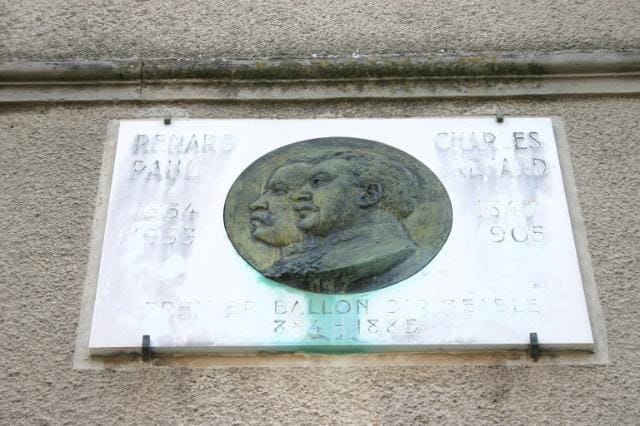 RENARD
PAUL
1854
1933
CHARLES
RENARD
1847
1905
PREMIER BALLON DIRIGEABLE
1884-1885